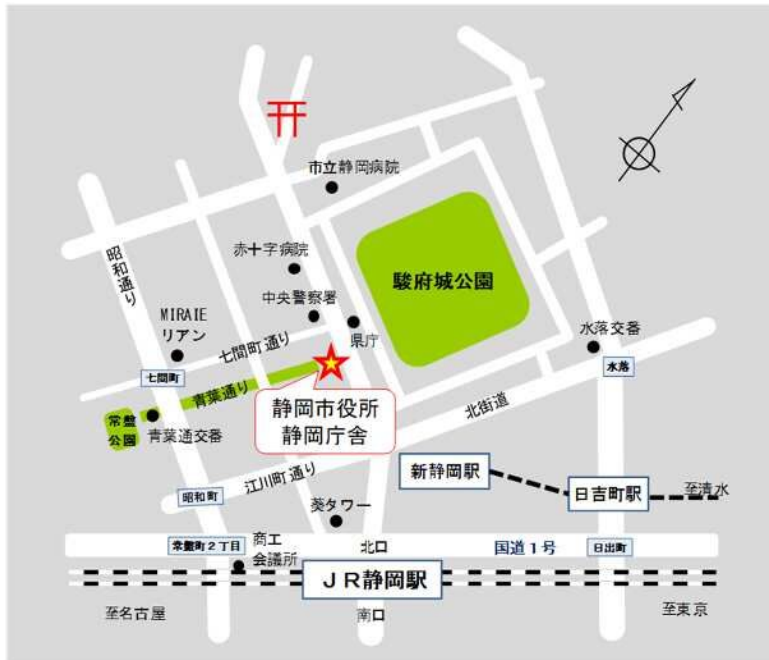 市立静岡病院
昭和通り
赤十字病院
駿府城公園
中央警察署
MIRAIE
リアン
県庁
水落交番
七間町通り
七間町
水落
青葉通り
静岡市役所
静岡庁舎
北街道
常盤
公園
青葉通交番
新静岡駅
江川町通り
日吉町駅
至清水
昭和町
葵タワー
常盤町2丁目
商工
会議所
北口
国道1号
日出町
JR静岡駅
至名古屋
南口
至東京